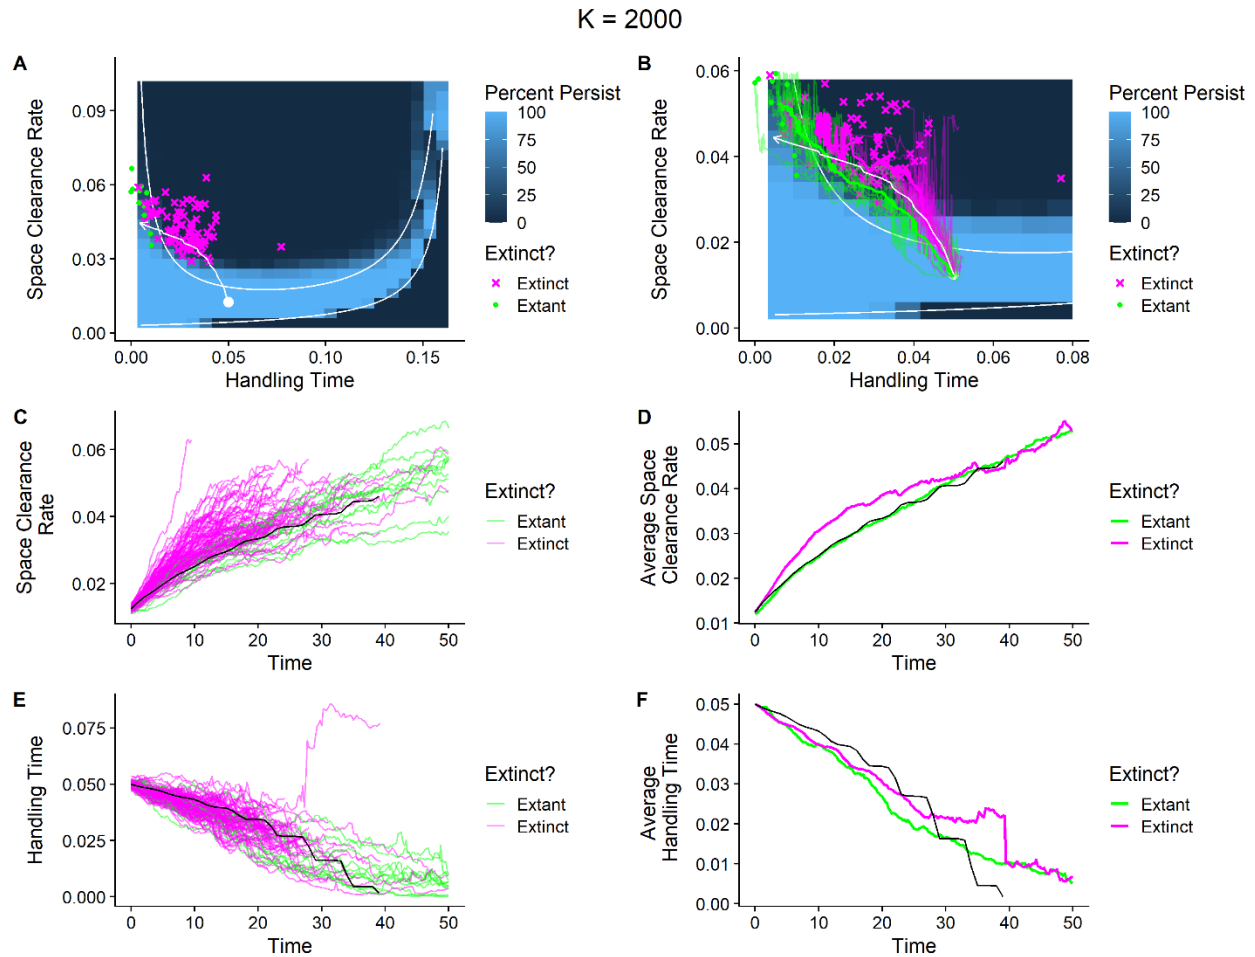 K = 2000
A
Space Clearance Rate
0.09
0.06
0.03
0.00
0.00
0.05
0.10
0.15
Handling Time
Percent Persist
100
75
50
25
0
Extinct?
Extinct
Extant
B
Space Clearance Rate
0.06
0.04
0.02
0.00
0.00
0.02
0.04
0.06
0.08
Handling Time
Percent Persist
100
75
50
25
0
Extinct?
Extinct
Extant
C
Space Clearance
Rate
0.06
0.04
0.02
0
10
20
30
40
50
Time
Extinct?
Extant
Extinct
D
Average Space
Clearance Rate
0.05
0.04
0.03
0.02
0.01
0
10
20
30
40
50
Time
Extinct?
Extant
Extinct
E
Handling Time
0.075
0.050
0.025
0.000
0
10
20
30
40
50
Time
Extinct?
Extant
Extinct
F
Average
Handling Time
0.05
0.04
0.03
0.02
0.01
0.00
0
10
20
30
40
50
Time
Extinct?
Extant
Extinct